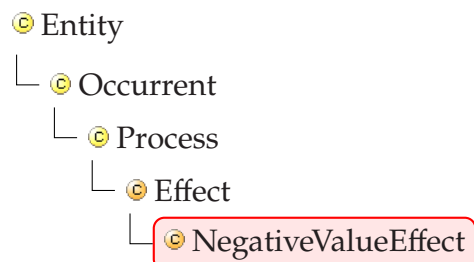 © Entity
© Occurrent
© Process
© Effect
© NegativeValueEffect